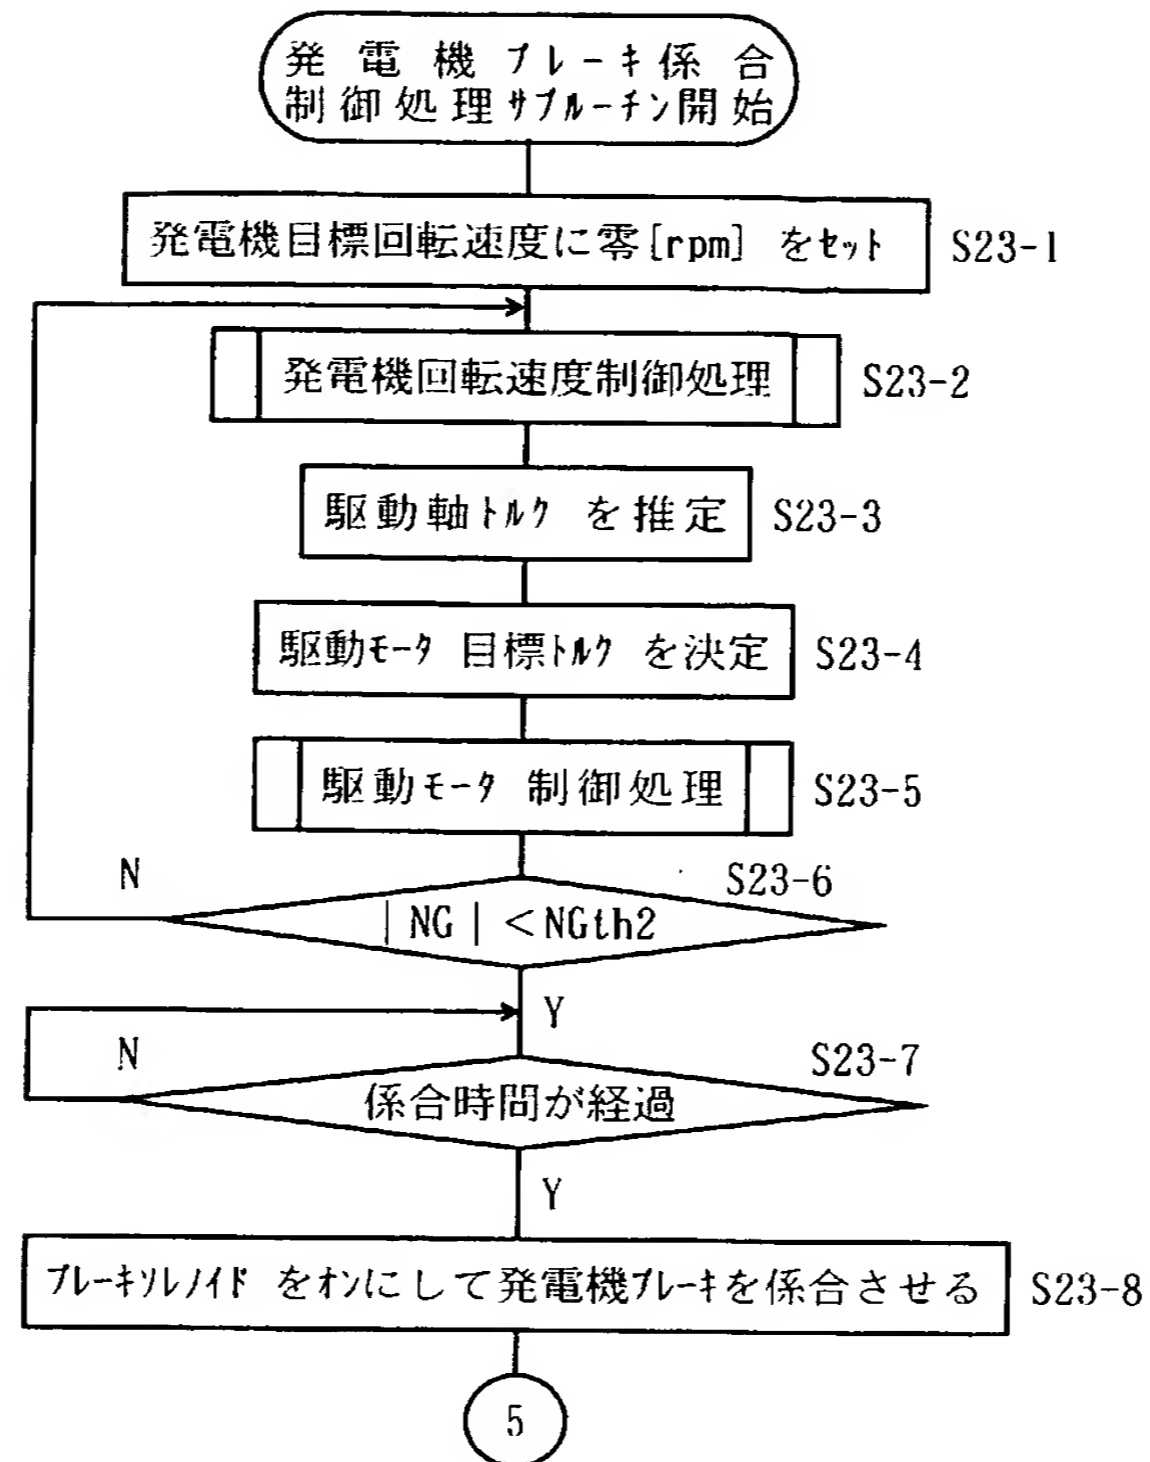 発電機ブレーキ係合
制御処理サブルーチン開始
発電機目標回転速度に零[rpm] をセット
S23-1
発電機回転速度制御処理
S23-2
駆動軸トルク を推定
S23-3
駆動モータ 目標トルク を決定
S23-4
駆動モータ 制御処理
S23-5
S23-6
N
|NG|<NGth2
Y
S23-7
N
係合時間が経過
Y
ブレーキソレノイド をオンにして発電機ブレーキを係合させる
S23-8
5